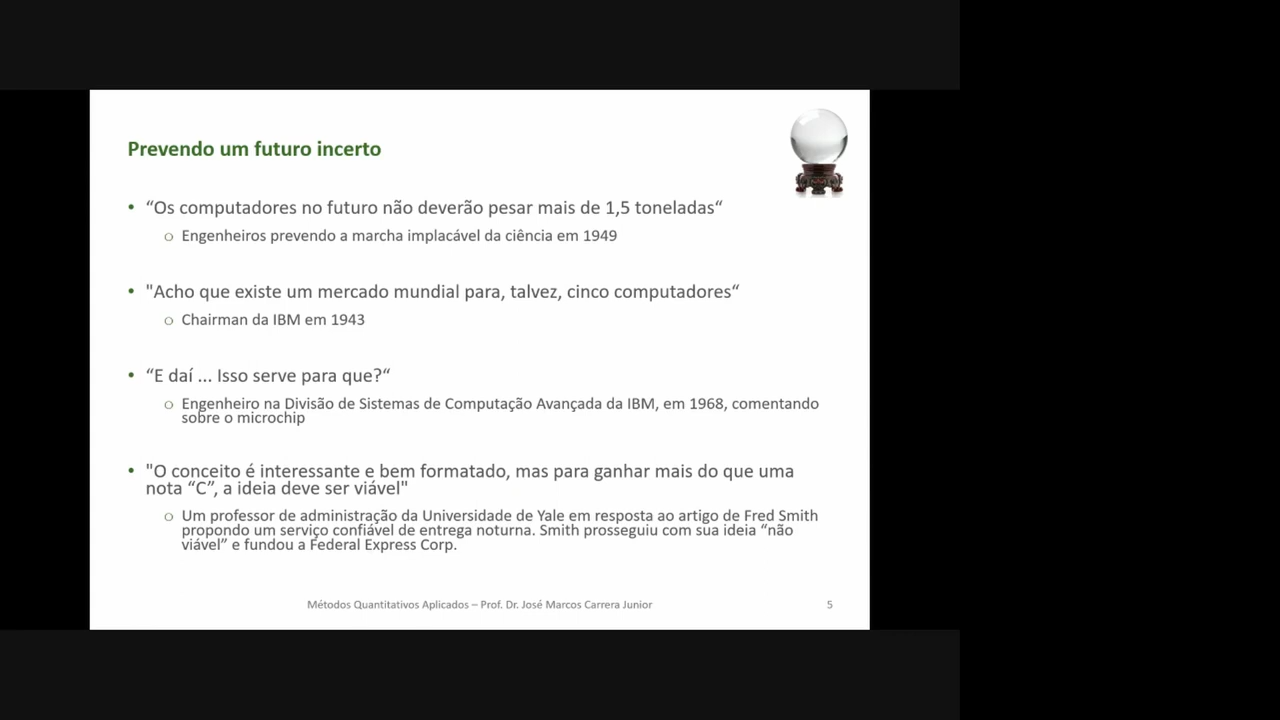 Prevendo um futuro incerto
• “Os computadores no futuro não deverão pesar mais de 1,5 toneladas“
o Engenheiros prevendo a marcha implacável da ciência em 1949
• "Acho que existe um mercado mundial para, talvez, cinco computadores“
o Chairman da IBM em 1943
• “E daí ... Isso serve para que?“
o Engenheiro na Divisão de Sistemas de Computação Avançada da IBM, em 1968, comentando
sobre o microchip
• "O conceito é interessante e bem formatado, mas para ganhar mais do que uma
nota “C”, a ideia deve ser viável"
o Um professor de administração da Universidade de Yale em resposta ao artigo de Fred Smith
propondo um serviço confiável de entrega noturna. Smith prosseguiu com sua ideia “não
viável” e fundou a Federal Express Corp.
Métodos Quantitativos Aplicados – Prof. Dr. José Marcos Carrera Junior
5